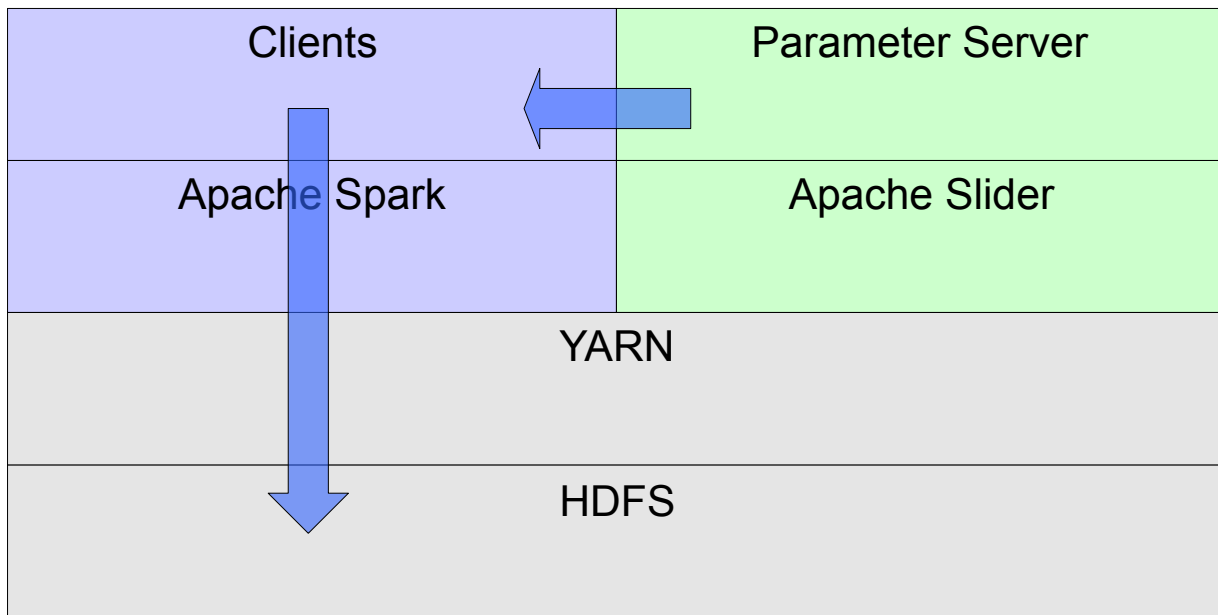 Clients
Parameter Server
Apache Spark
Apache Slider
YARN
HDFS